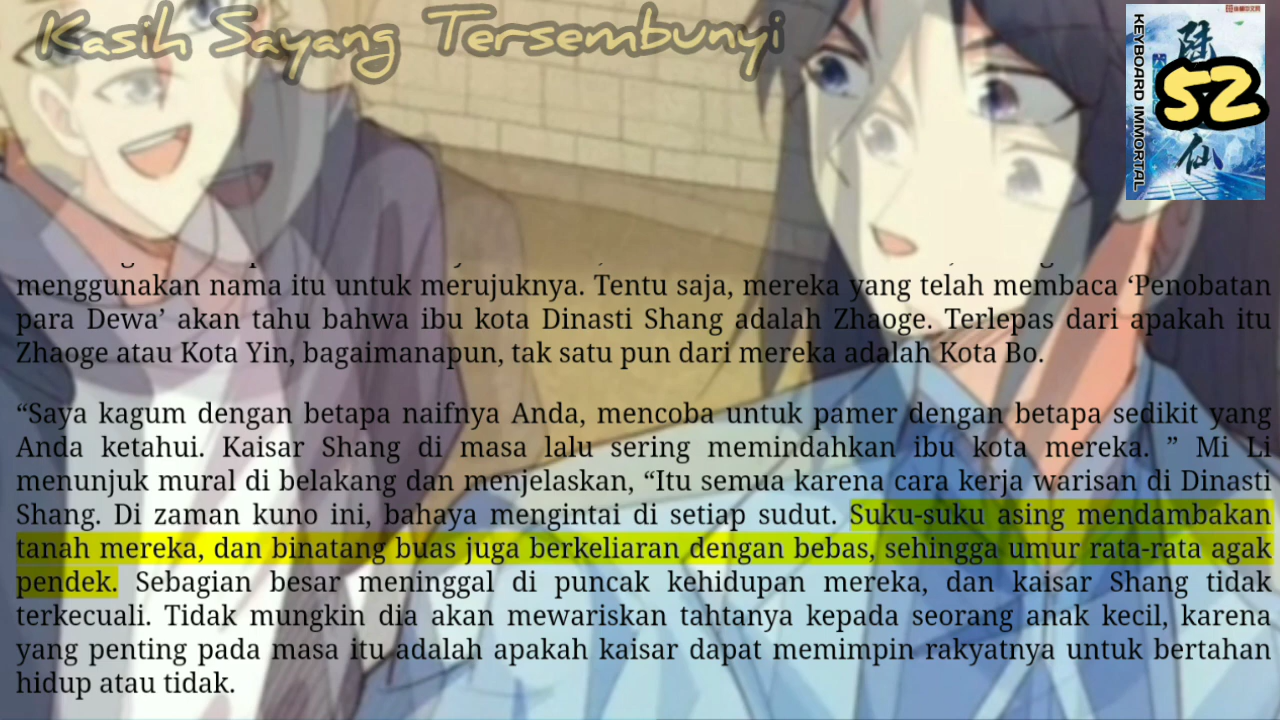 Kasih Sayang Tersembunyi
KEYBOARD IMMORTAL
52
menggunakan nama itu untuk merujuknya. Tentu saja, mereka yang telah membaca ‘Penobatan
para Dewa’ akan tahu bahwa ibu kota Dinasti Shang adalah Zhaoge. Terlepas dari apakah itu
Zhaoge atau Kota Yin, bagaimanapun, tak satu pun dari mereka adalah Kota Bo.
“Saya kagum dengan betapa naifnya Anda, mencoba untuk pamer dengan betapa sedikit yang
Anda ketahui. Kaisar Shang di masa lalu sering memindahkan ibu kota mereka. ” Mi Li
menunjuk mural di belakang dan menjelaskan, “Itu semua karena cara kerja warisan di Dinasti
Shang. Di zaman kuno ini, bahaya mengintai di setiap sudut. Suku-suku asing mendambakan
tanah mereka, dan binatang buas juga berkeliaran dengan bebas, sehingga umur rata-rata agak
pendek. Sebagian besar meninggal di puncak kehidupan mereka, dan kaisar Shang tidak
terkecuali. Tidak mungkin dia akan mewariskan tahtanya kepada seorang anak kecil, karena
yang penting pada masa itu adalah apakah kaisar dapat memimpin rakyatnya untuk bertahan
hidup atau tidak.